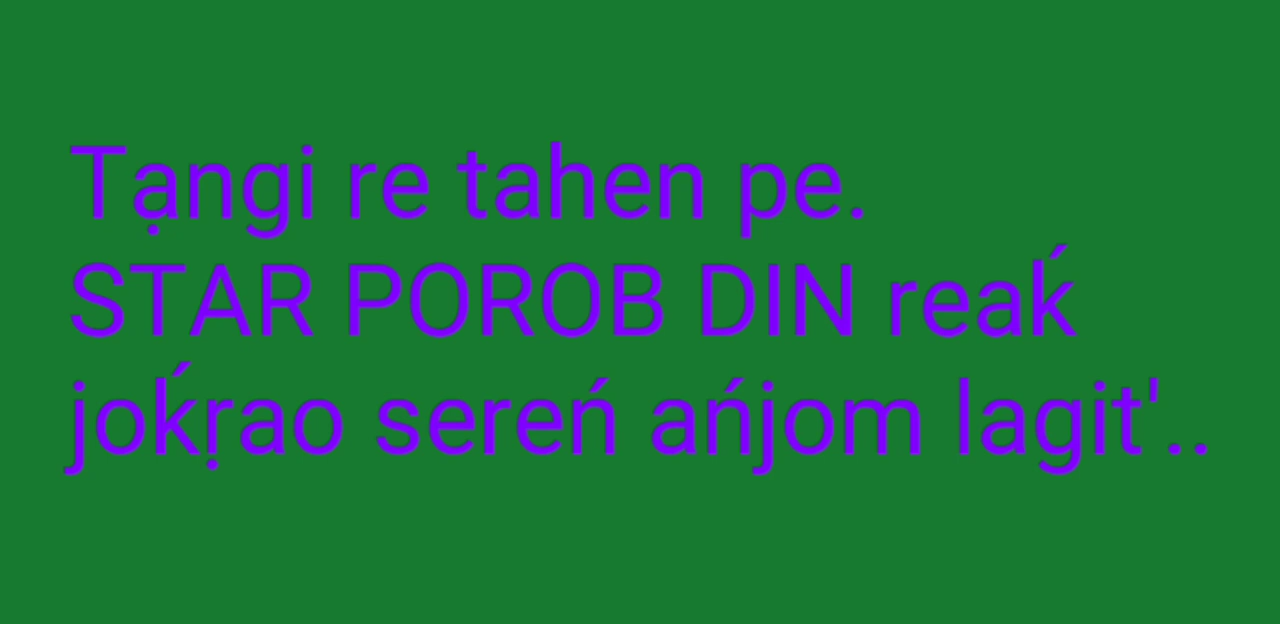 Tạngi re tahen pe.
STAR POROB DIN reaḱ
joḱṛao sereń ańjom lagit'..